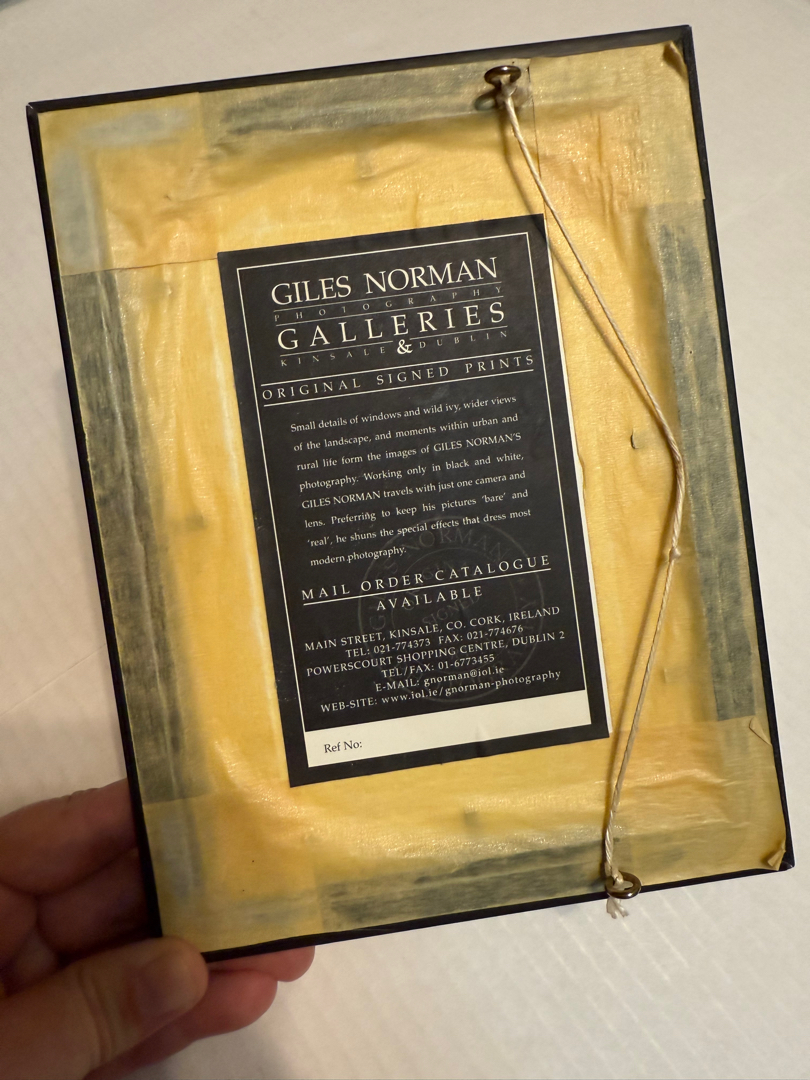 GILES NORMAN
PHOTOGRAPHY
GALLERIES
KINSALE & DUBLIN
ORIGINAL SIGNED PRINTS
Small details of windows and wild ivy, wider views
of the landscape, and moments within urban and
rural life form the images of GILES NORMAN'S
photography. Working only in black and white,
GILES NORMAN travels with just one camera and
lens. Preferring to keep his pictures 'bare' and
'real', he shuns the special effects that dress most
modern photography.
MAIL ORDER CATALOGUE
AVAILABLE
MAIN STREET, KINSALE, CO. CORK, IRELAND
TEL: 021-774373 FAX: 021-774676
POWERSCOURT SHOPPING CENTRE, DUBLIN 2
TEL/FAX: 01-6773455
E-MAIL: gnorman@iol.ie
WEB-SITE: www.iol.ie/gnorman-photography
Ref No:
NORMAN
SIGNED